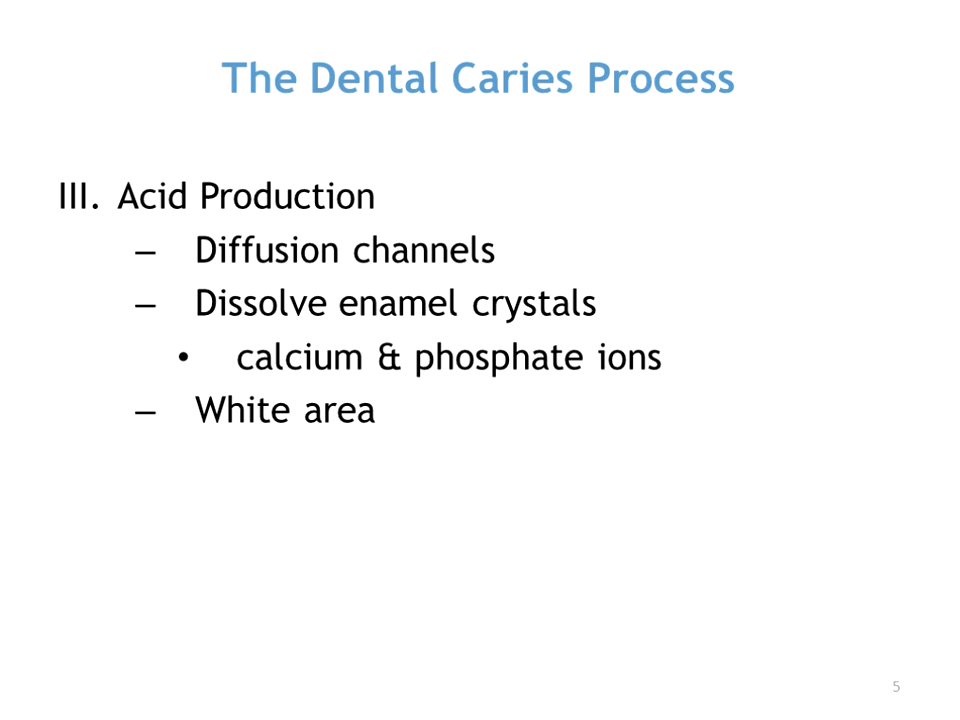 The Dental Caries Process
III. Acid Production
– Diffusion channels
– Dissolve enamel crystals
• calcium & phosphate ions
– White area
5